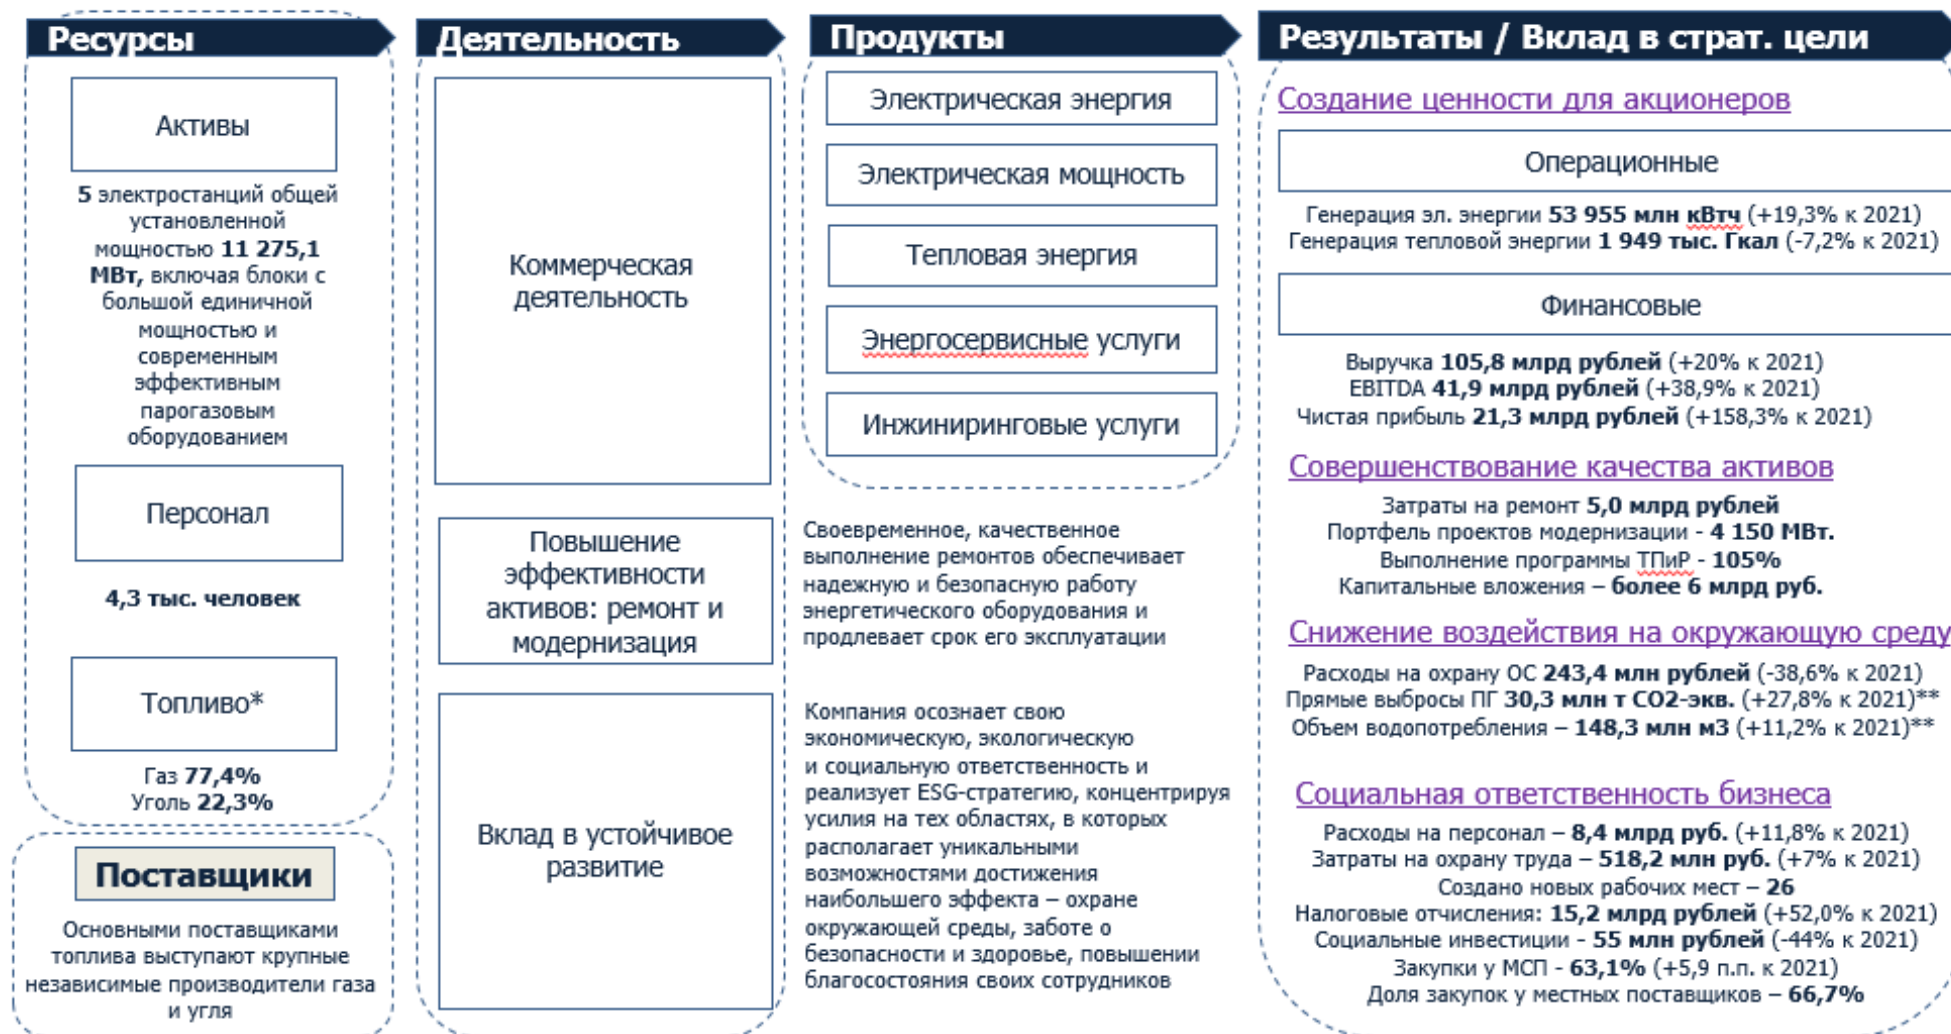 Ресурсы
Активы
5 электростанций общей
установленной
мощностью 11 275,1
МВт, включая блоки с
большой единичной
мощностью и
современным
эффективным
парогазовым
оборудованием
Персонал
4,3 тыс. человек
Топливо*
Газ 77,4%
Уголь 22,3%
Поставщики
Основными поставщиками
топлива выступают крупные
независимые производители газа
и угля
Деятельность
Коммерческая
деятельность
Повышение
эффективности
активов: ремонт и
модернизация
Вклад в устойчивое
развитие
Продукты
Электрическая энергия
Электрическая мощность
Тепловая энергия
Энергосервисные услуги
Инжиниринговые услуги
Своевременное, качественное
выполнение ремонтов обеспечивает
надежную и безопасную работу
энергетического оборудования и
продлевает срок его эксплуатации
Компания осознает свою
экономическую, экологическую
и социальную ответственность и
реализует ESG-стратегию, концентрируя
усилия на тех областях, в которых
располагает уникальными
возможностями достижения
наибольшего эффекта – охране
окружающей среды, заботе о
безопасности и здоровье, повышении
благосостояния своих сотрудников
Результаты / Вклад в страт. цели
Создание ценности для акционеров
Операционные
Генерация эл. энергии 53 955 млн кВтч (+19,3% к 2021)
Генерация тепловой энергии 1 949 тыс. Гкал (-7,2% к 2021)
Финансовые
Выручка 105,8 млрд рублей (+20% к 2021)
EBITDA 41,9 млрд рублей (+38,9% к 2021)
Чистая прибыль 21,3 млрд рублей (+158,3% к 2021)
Совершенствование качества активов
Затраты на ремонт 5,0 млрд рублей
Портфель проектов модернизации - 4 150 МВт.
Выполнение программы ТПиР - 105%
Капитальные вложения – более 6 млрд руб.
Снижение воздействия на окружающую среду
Расходы на охрану ОС 243,4 млн рублей (-38,6% к 2021)
Прямые выбросы ПГ 30,3 млн т СО2-экв. (+27,8% к 2021)**
Объем водопотребления – 148,3 млн м3 (+11,2% к 2021)**
Социальная ответственность бизнеса
Расходы на персонал – 8,4 млрд руб. (+11,8% к 2021)
Затраты на охрану труда – 518,2 млн руб. (+7% к 2021)
Создано новых рабочих мест – 26
Налоговые отчисления: 15,2 млрд рублей (+52,0% к 2021)
Социальные инвестиции - 55 млн рублей (-44% к 2021)
Закупки у МСП - 63,1% (+5,9 п.п. к 2021)
Доля закупок у местных поставщиков – 66,7%